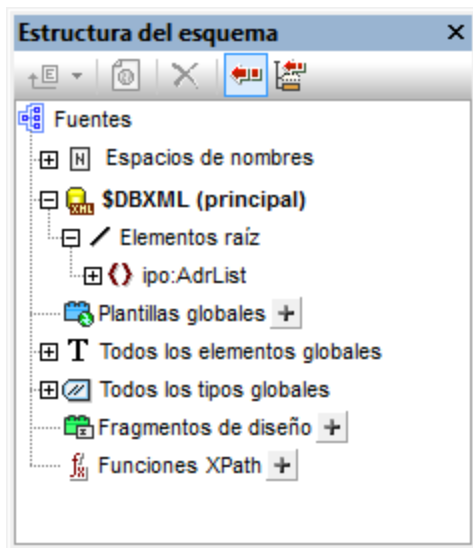 Estructura del esquema
Fuentes
Espacios de nombres
$DBXML (principal)
Elementos raíz
ipo:AdrList
Plantillas globales
Todos los elementos globales
Todos los tipos globales
Fragmentos de diseño
Funciones XPath